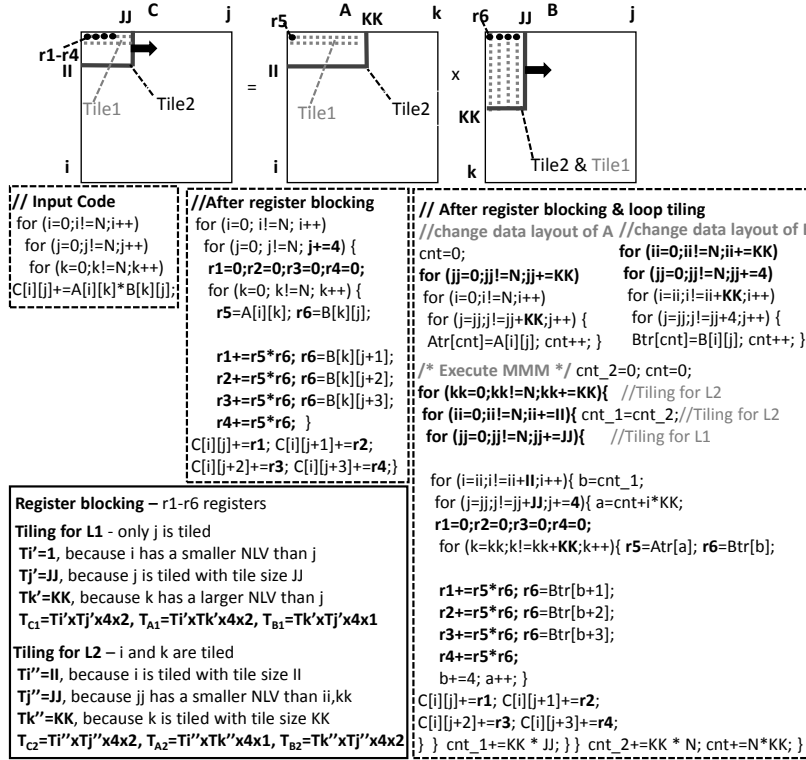 C
j
JJ
r1-r4
II
Tile1
Tile2
i
=
A
k
r5
KK
II
Tile1
Tile2
i
x
B
j
r6
JJ
KK
Tile2 & Tile1
k
// Input Code
for (i=0;i!=N;i++)
for (j=0;j!=N;j++)
for (k=0;k!=N;k++)
C[i][j]+=A[i][k]*B[k][j];
//After register blocking
for (i=0; i!=N; i++)
for (j=0; j!=N; j+=4) {
r1=0;r2=0;r3=0;r4=0;
for (k=0; k!=N; k++) {
r5=A[i][k]; r6=B[k][j];
r1+=r5*r6; r6=B[k][j+1];
r2+=r5*r6; r6=B[k][j+2];
r3+=r5*r6; r6=B[k][j+3];
r4+=r5*r6; }
C[i][j]+=r1; C[i][j+1]+=r2;
C[i][j+2]+=r3; C[i][j+3]+=r4;}
// After register blocking & loop tiling
//change data layout of A //change data layout of
cnt=0;
for (jj=0;jj!=N;jj+=KK)
for (i=0;i!=N;i++)
for (j=jj;j!=jj+KK;j++) {
Atr[cnt]=A[i][j]; cnt++; }
for (ii=0;ii!=N;ii+=KK)
for (jj=0;jj!=N;jj+=4)
for (i=ii;i!=ii+KK;i++)
for (j=jj;j!=jj+4;j++) {
Btr[cnt]=B[i][j]; cnt++; }
/* Execute MMM */ cnt_2=0; cnt=0;
for (kk=0;kk!=N;kk+=KK){ //Tiling for L2
for (ii=0;ii!=N;ii+=II){ cnt_1=cnt_2;//Tiling for L2
for (jj=0;jj!=N;jj+=JJ){ //Tiling for L1
for (i=ii;i!=ii+II;i++){ b=cnt_1;
for (j=jj;j!=jj+JJ;j+=4){ a=cnt+i*KK;
r1=0;r2=0;r3=0;r4=0;
for (k=kk;k!=kk+KK;k++){ r5=Atr[a]; r6=Btr[b];
r1+=r5*r6; r6=Btr[b+1];
r2+=r5*r6; r6=Btr[b+2];
r3+=r5*r6; r6=Btr[b+3];
r4+=r5*r6;
b+=4; a++; }
C[i][j]+=r1; C[i][j+1]+=r2;
C[i][j+2]+=r3; C[i][j+3]+=r4;
} } cnt_1+=KK * JJ; } } cnt_2+=KK * N; cnt+=N*KK; }
Register blocking – r1-r6 registers
Tiling for L1 - only j is tiled
Ti'=1, because i has a smaller NLV than j
Tj'=JJ, because j is tiled with tile size JJ
Tk'=KK, because k has a larger NLV than j
TC1=Ti'xTj'x4x2, TA1=Ti'xTk'x4x2, TB1=Tk'xTj'x4x1
Tiling for L2 – i and k are tiled
Ti''=II, because i is tiled with tile size II
Tj''=JJ, because jj has a smaller NLV than ii,kk
Tk''=KK, because k is tiled with tile size KK
TC2=Ti''xTj''x4x2, TA2=Ti''xTk''x4x1, TB2=Tk''xTj''x4x2